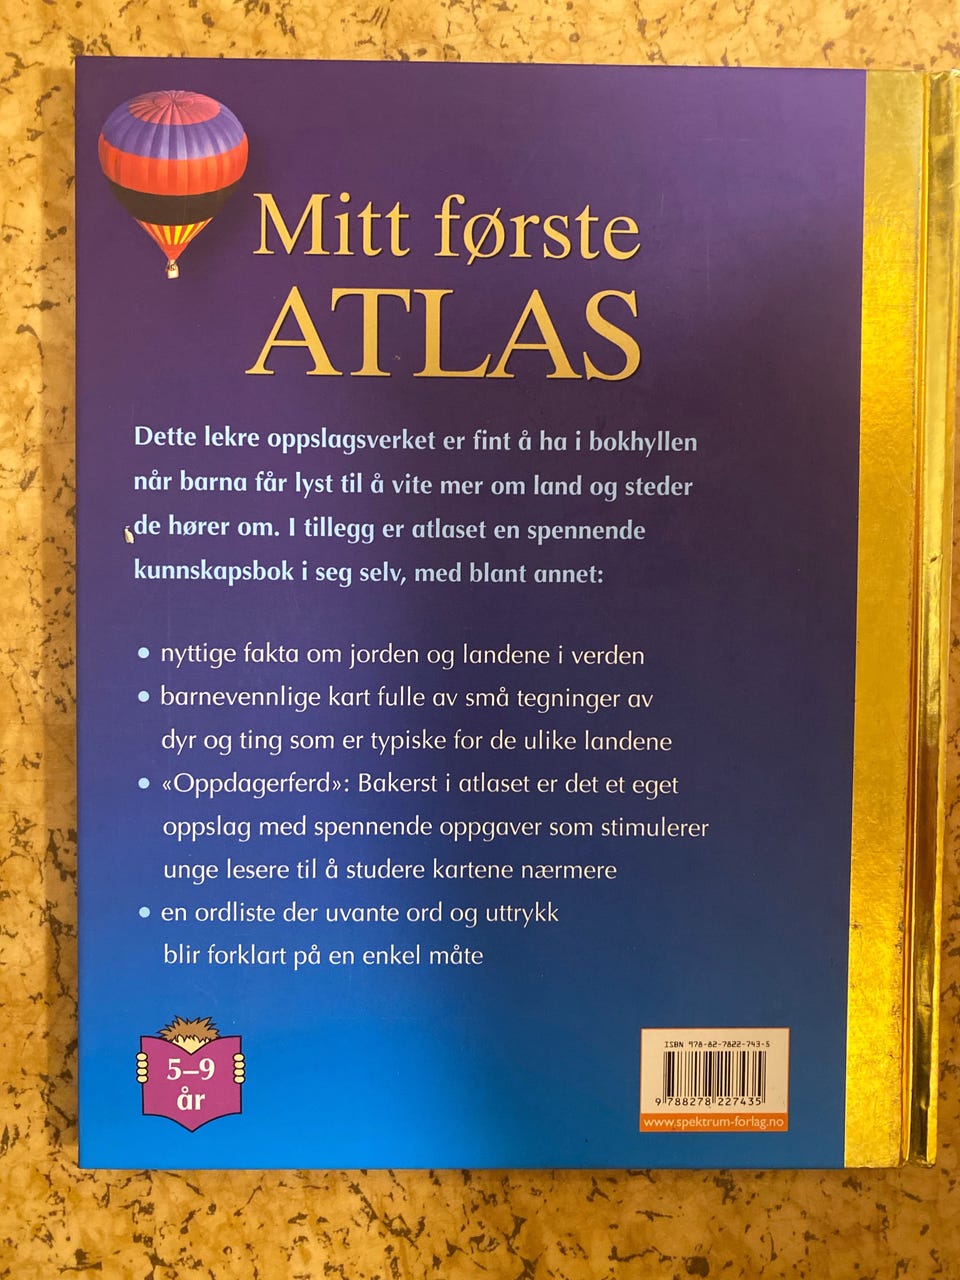 Mitt første
ATLAS
Dette lekre oppslagsverket er fint å ha i bokhyllen
når barna får lyst til å vite mer om land og steder
de hører om. I tillegg er atlaset en spennende
kunnskapsbok i seg selv, med blant annet:
• nyttige fakta om jorden og landene i verden
• barnevennlige kart fulle av små tegninger av
dyr og ting som er typiske for de ulike landene
• «Oppdagerferd»: Bakerst i atlaset er det et eget
oppslag med spennende oppgaver som stimulerer
unge lesere til å studere kartene nærmere
• en ordliste der uvante ord og uttrykk
blir forklart på en enkel måte
5–9
år
ISBN 978-82-7822-743-5
9 788278 227435
www.spektrum-forlag.no